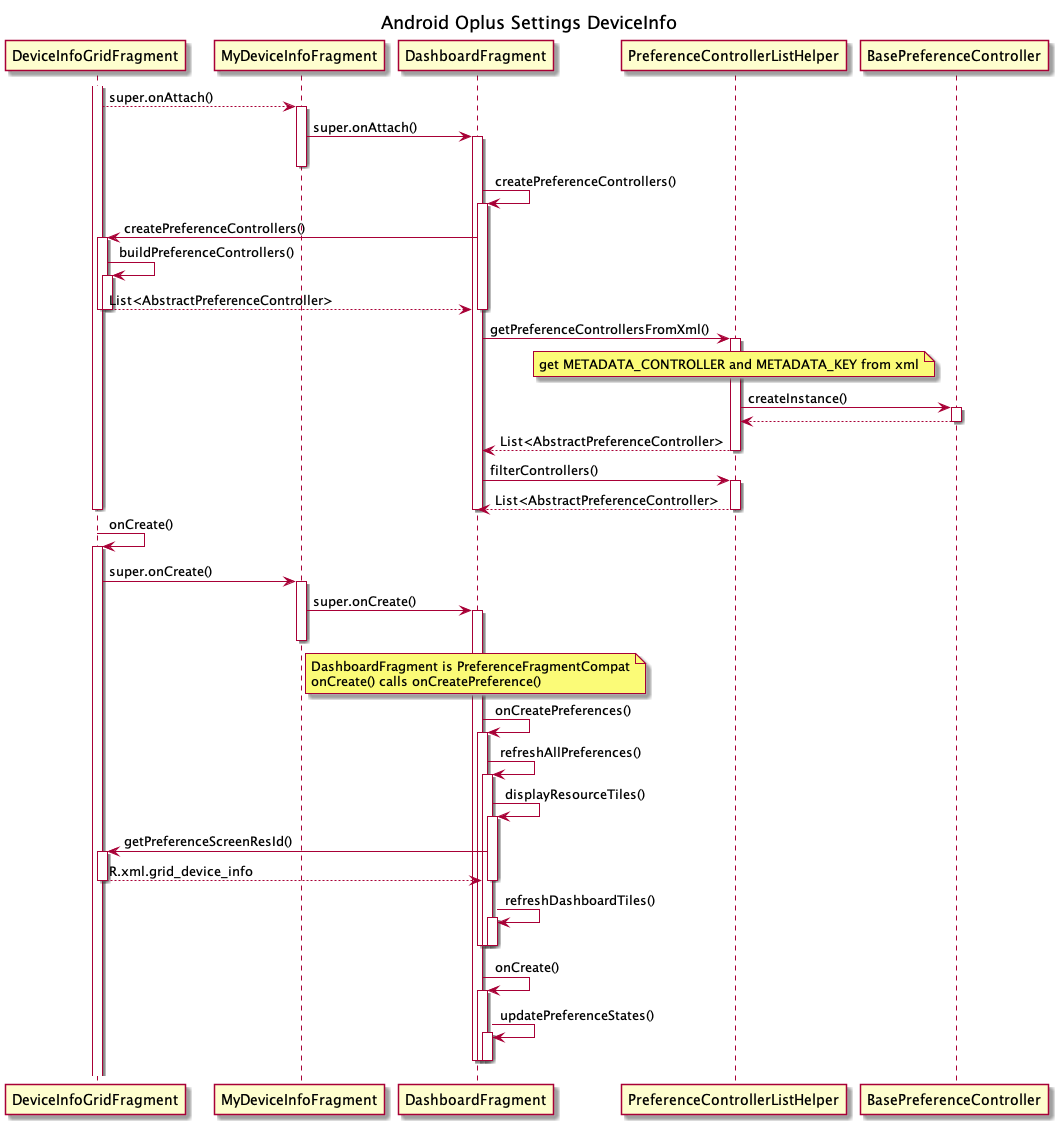 Android Oplus Settings DeviceInfo
DeviceInfoGridFragment
MyDeviceInfoFragment
DashboardFragment
PreferenceControllerListHelper
BasePreferenceController
super.onAttach()
super.onAttach()
createPreferenceControllers()
createPreferenceControllers()
buildPreferenceControllers()
List<AbstractPreferenceController>
getPreferenceControllersFromXml()
get METADATA_CONTROLLER and METADATA_KEY from xml
createInstance()
List<AbstractPreferenceController>
filterControllers()
List<AbstractPreferenceController>
onCreate()
super.onCreate()
super.onCreate()
DashboardFragment is PreferenceFragmentCompat
onCreate() calls onCreatePreference()
onCreatePreferences()
refreshAllPreferences()
displayResourceTiles()
getPreferenceScreenResId()
R.xml.grid_device_info
refreshDashboardTiles()
onCreate()
updatePreferenceStates()
DeviceInfoGridFragment
MyDeviceInfoFragment
DashboardFragment
PreferenceControllerListHelper
BasePreferenceController